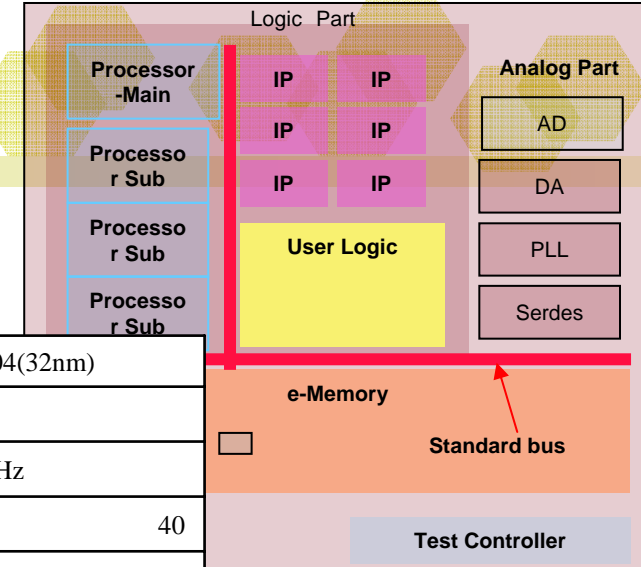 Logic Part
Processor
-Main
IP
IP
Analog Part
AD
IP
IP
Processo
r Sub
IP
IP
DA
Processo
r Sub
User Logic
PLL
Processo
r Sub
Serdes
e-Memory
Standard bus
Test Controller
04(32nm)
Hz
40